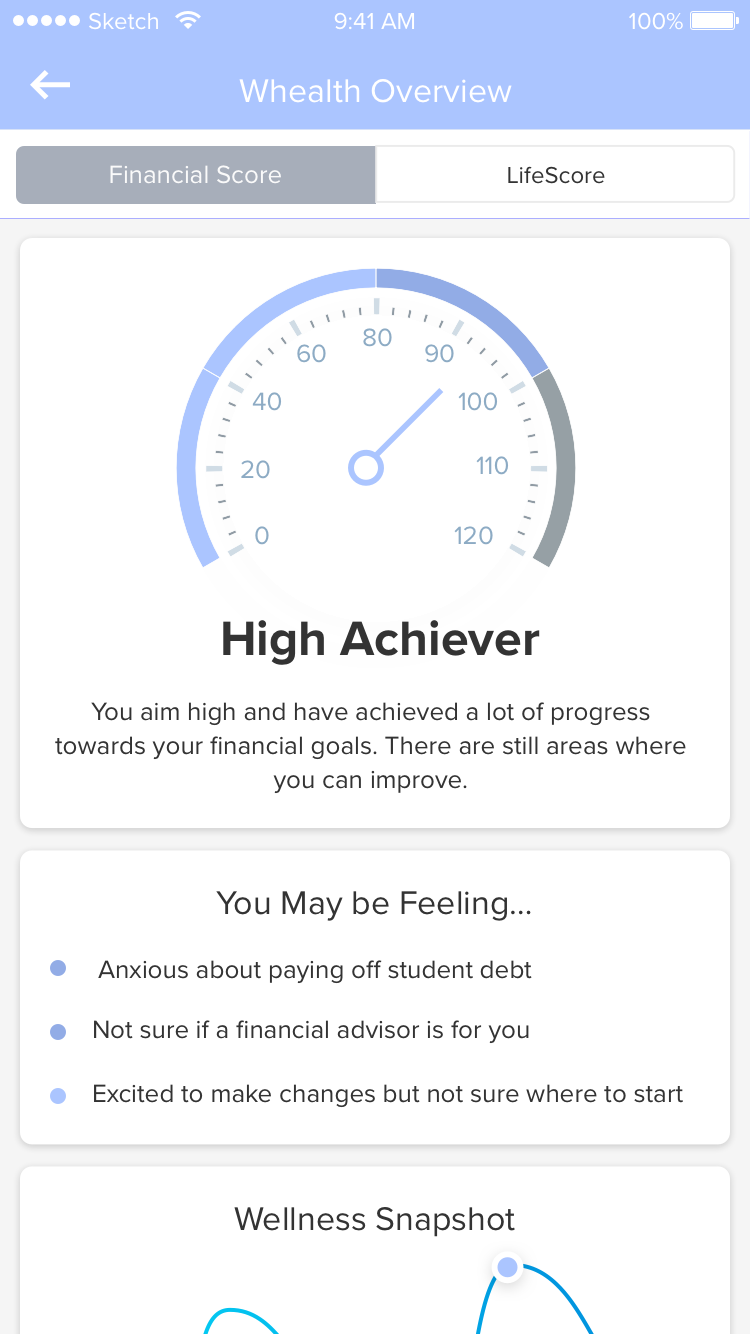 Sketch 9:41 AM 100%
Whealth Overview
Financial Score LifeScore
80
60 90
40 100
20 110
0 120
High Achiever
You aim high and have achieved a lot of progress
towards your financial goals. There are still areas where
you can improve.
You May be Feeling...
Anxious about paying off student debt
Not sure if a financial advisor is for you
Excited to make changes but not sure where to start
Wellness Snapshot